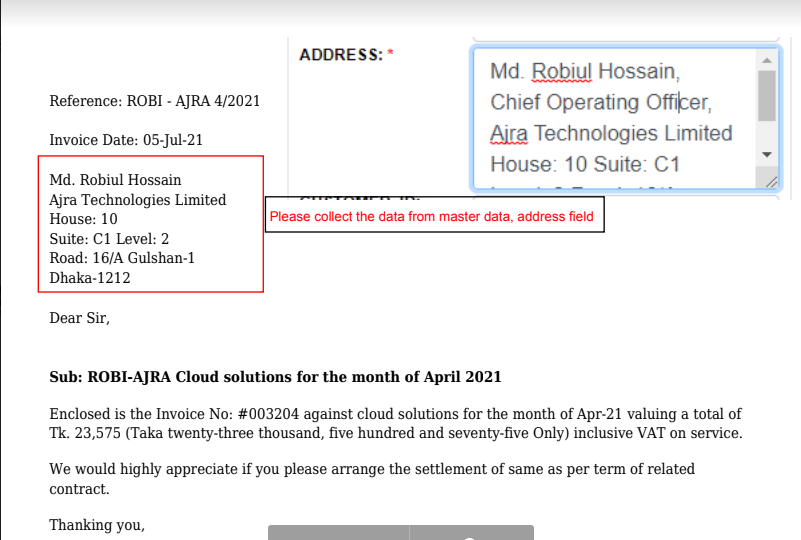 ADDRESS: *
Md. Robiul Hossain,
Chief Operating Officer,
Ajra Technologies Limited
House: 10 Suite: C1
Reference: ROBI - AJRA 4/2021
Invoice Date: 05-Jul-21
Md. Robiul Hossain
Ajra Technologies Limited
House: 10
Suite: C1 Level: 2
Road: 16/A Gulshan-1
Dhaka-1212
Please collect the data from master data, address field
Dear Sir,
Sub: ROBI-AJRA Cloud solutions for the month of April 2021
Enclosed is the Invoice No: #003204 against cloud solutions for the month of Apr-21 valuing a total of
Tk. 23,575 (Taka twenty-three thousand, five hundred and seventy-five Only) inclusive VAT on service.
We would highly appreciate if you please arrange the settlement of same as per term of related
contract.
Thanking you,